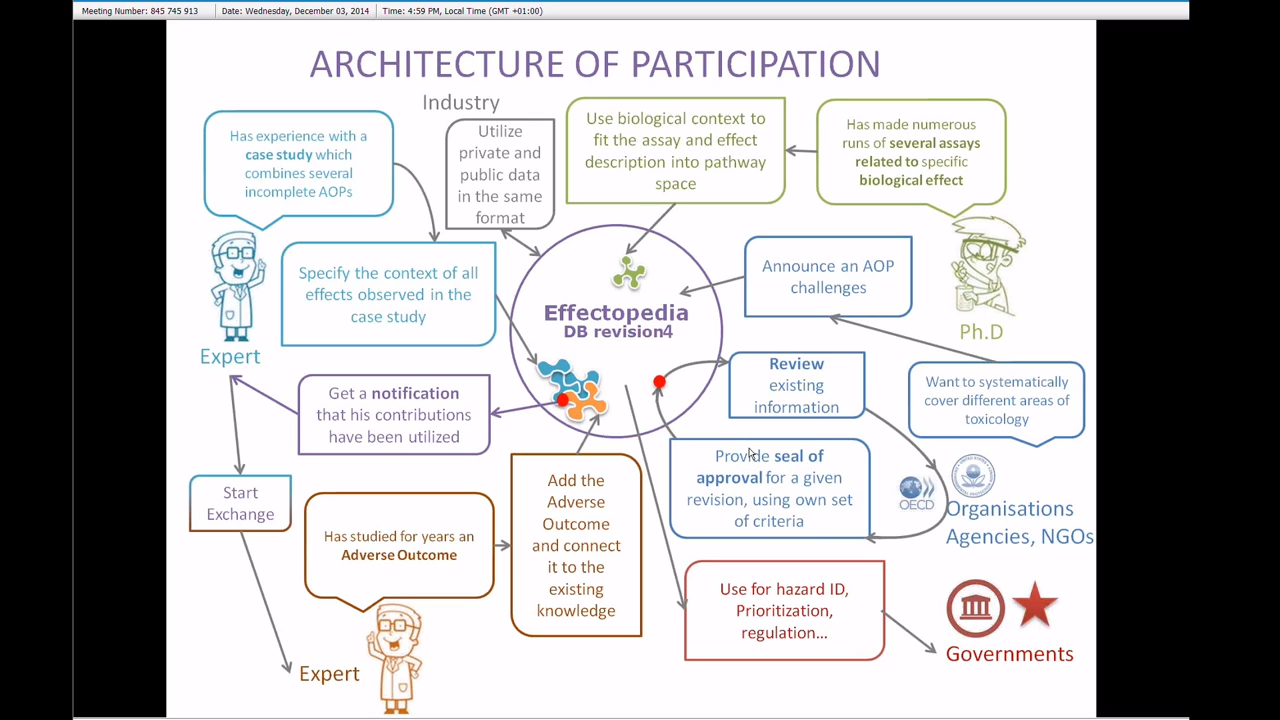 Meeting Number: 845 745 913
Date: Wednesday, December 03, 2014
Time: 4:59 PM, Local Time (GMT +01:00)
ARCHITECTURE OF PARTICIPATION
Industry
Has experience with a
case study which
combines several
incomplete AOPs
Utilize
private and
public data
in the same
format
Use biological context to
fit the assay and effect
description into pathway
space
Has made numerous
runs of several assays
related to specific
biological effect
Specify the context of all
effects observed in the
case study
Expert
Effectopedia
DB revision4
Announce an AOP
challenges
Ph.D
Get a notification
that his contributions
have been utilized
Review
existing
information
Want to systematically
cover different areas of
toxicology
Start
Exchange
Has studied for years an
Adverse Outcome
Add the
Adverse
Outcome
and connect
it to the
existing
knowledge
Provide seal of
approval for a given
revision, using own set
of criteria
OECD
Organisations
Agencies, NGOs
Use for hazard ID,
Prioritization,
regulation...
Governments
Expert